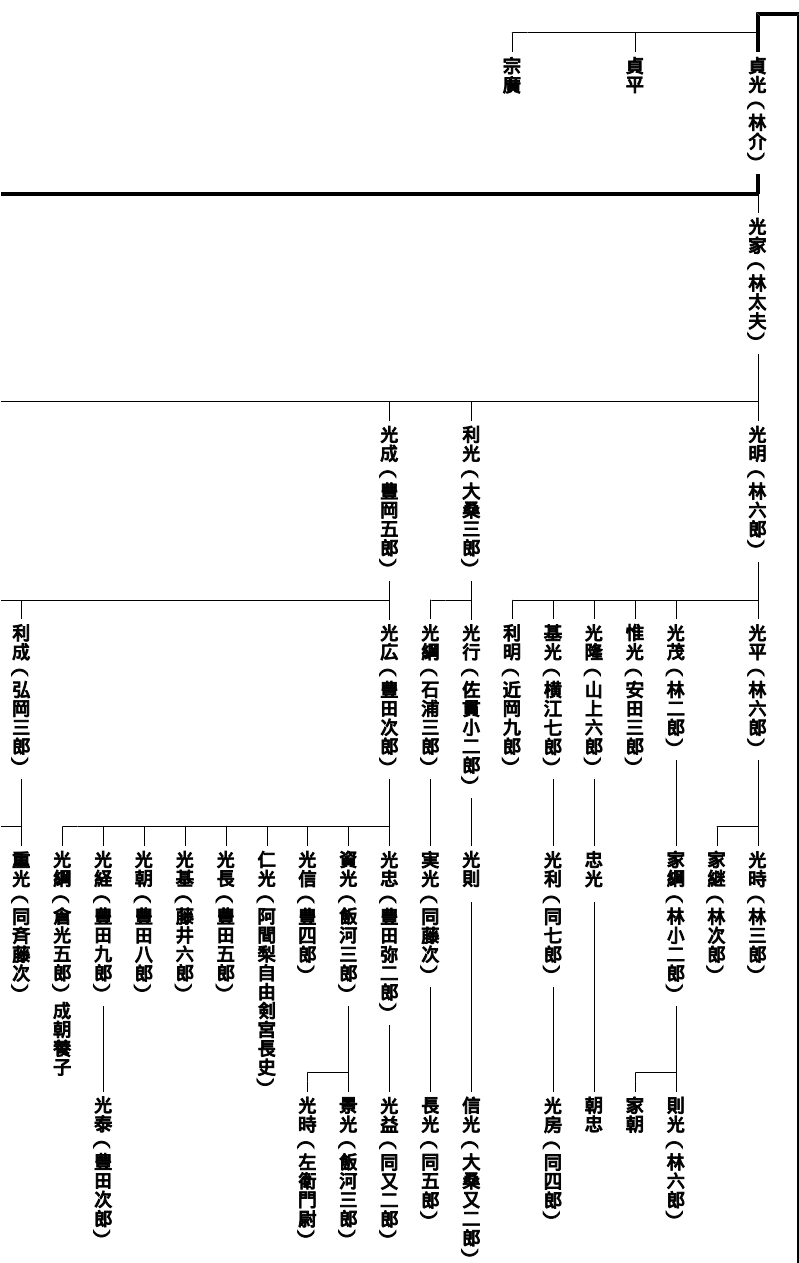 貞光（林介）
貞平
宗廣
光家（林太夫）
光明（林六郎）
利光（大桑三郎）
光成（豊岡五郎）
光平（林六郎）
光茂（林二郎）
惟光（安田三郎）
光隆（山上六郎）
基光（横江七郎）
利明（近岡九郎）
光行（佐貫小二郎）
光綱（石浦三郎）
光広（豊田次郎）
利成（弘岡三郎）
光時（林三郎）
家継（林次郎）
家綱（林小二郎）
忠光
光利（同七郎）
光則
実光（同藤次）
光忠（豊田弥二郎）
資光（飯河三郎）
光信（豊四郎）
仁光（阿闍梨自由剣宮長史）
光長（豊田五郎）
光基（藤井六郎）
光朝（豊田八郎）
光経（豊田九郎）
光綱（倉光五郎）成朝養子
重光（同斉藤次）
則光（林六郎）
家朝
朝忠
光房（同四郎）
信光（大桑又二郎）
長光（同五郎）
光益（同又二郎）
景光（飯河三郎）
光時（左衛門尉）
光泰（豊田次郎）